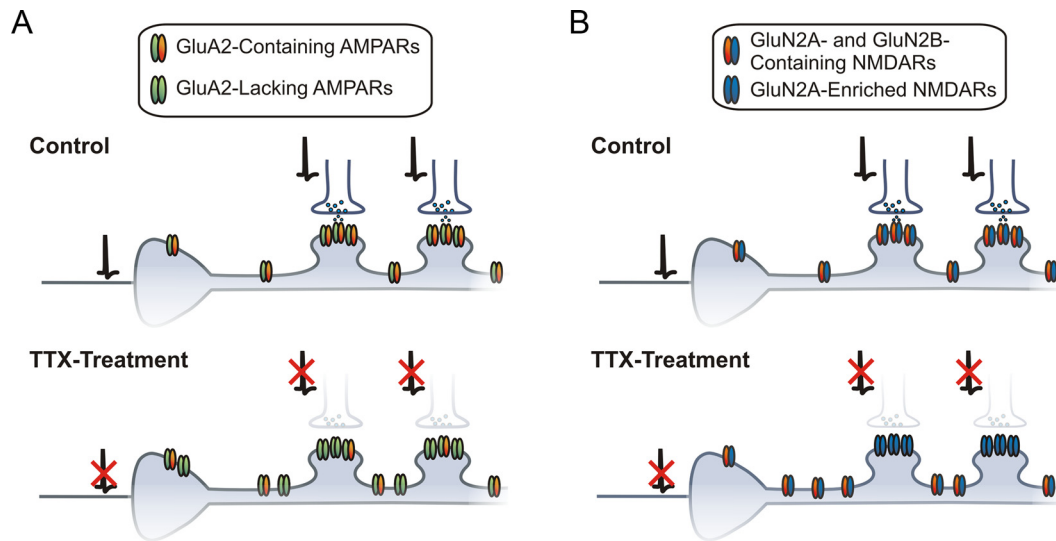 A
GluA2-Containing AMPARs
GluA2-Lacking AMPARs
Control
TTX-Treatment
B
GluN2A- and GluN2B-
Containing NMDARs
GluN2A-Enriched NMDARs
Control
TTX-Treatment